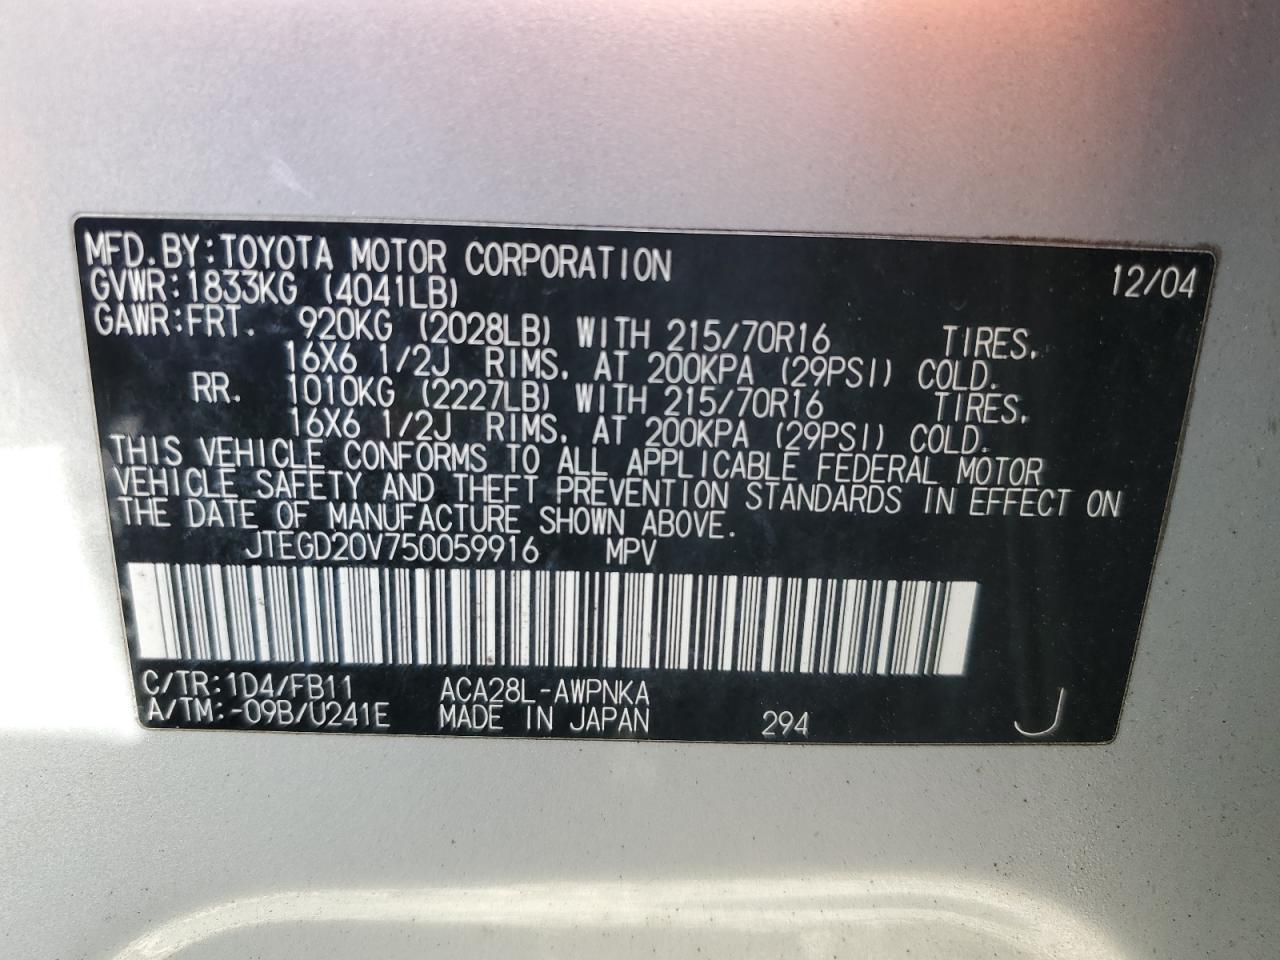 MFD. BY: TOYOTA MOTOR CORPORATION 12/04
GVWR: 1833KG (4041LB)
GAWR: FRT. 920KG (2028LB) WITH 215/70R16 TIRES,
16X6 1/2J RIMS, AT 200KPA (29PSI) COLD.
RR. 1010KG (2227LB) WITH 215/70R16 TIRES,
16X6 1/2J RIMS, AT 200KPA (29PSI) COLD.
THIS VEHICLE CONFORMS TO ALL APPLICABLE FEDERAL MOTOR
VEHICLE SAFETY AND THEFT PREVENTION STANDARDS IN EFFECT ON
THE DATE OF MANUFACTURE SHOWN ABOVE.
JTEGD20V750059916 MPV
C/TR: 1D4/FB11 ACA28L-AWPNKA
A/TM: -09B/U241E MADE IN JAPAN 294 J